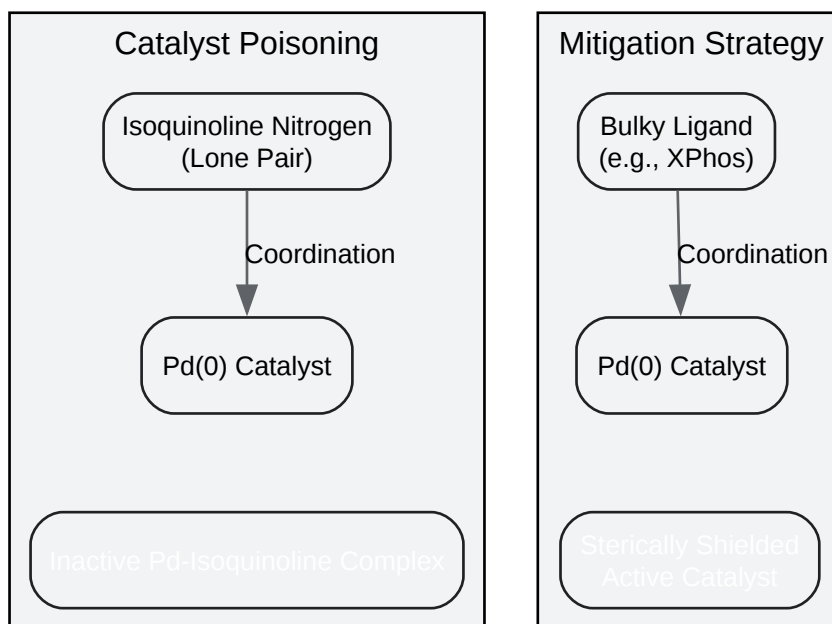 Catalyst Poisoning
Isoquinoline Nitrogen
(Lone Pair)
Coordination
Pd(0) Catalyst
Inactive Pd-Isoquinoline Complex
Mitigation Strategy
Bulky Ligand
(e.g., XPhos)
Coordination
Pd(0) Catalyst
Sterically Shielded
Active Catalyst